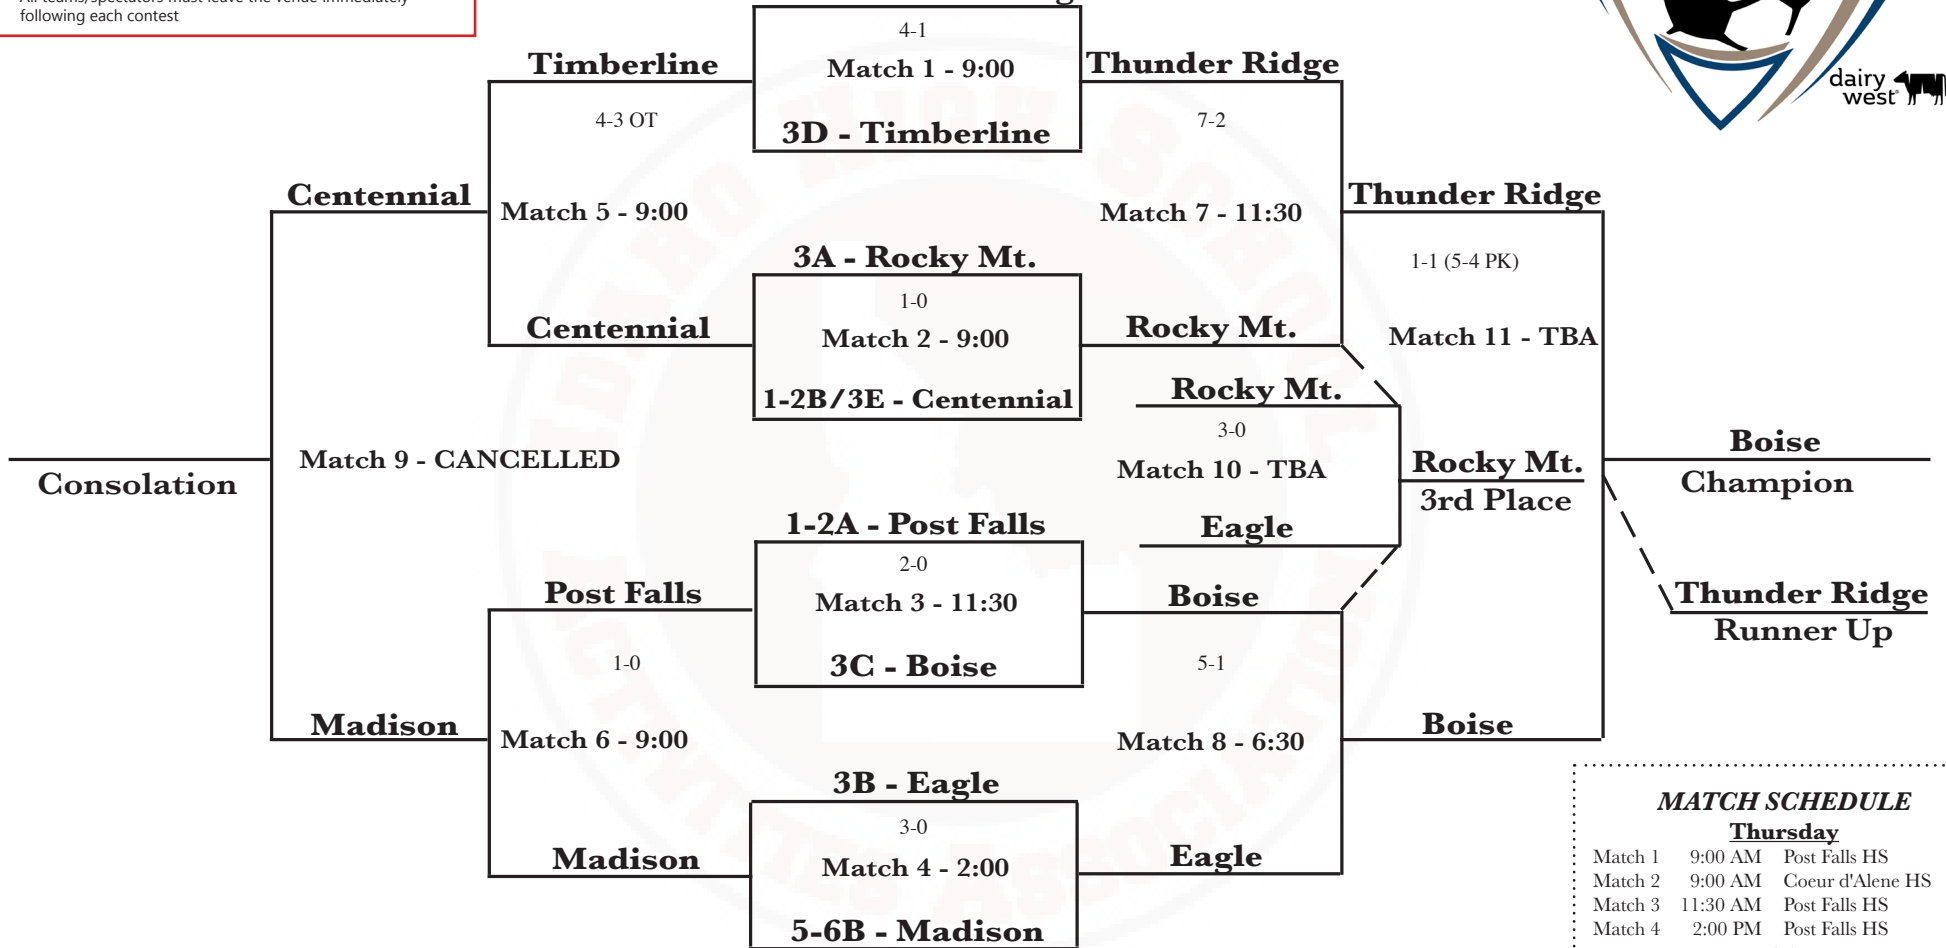 following each contest
4-1
Timberline
Match 1 - 9:00
Thunder Ridge
dairy
west
4-3 OT
3D - Timberline
7-2
Centennial
Match 5 - 9:00
Match 7 - 11:30
Thunder Ridge
3A - Rocky Mt.
1-1 (5-4 PK)
1-0
Centennial
Match 2 - 9:00
Rocky Mt.
Match 11 - TBA
1-2B/3E - Centennial
Rocky Mt.
3-0
Match 9 - CANCELLED
Match 10 - TBA
Rocky Mt.
Boise
Consolation
3rd Place
Champion
1-2A - Post Falls
Eagle
2-0
Post Falls
Match 3 - 11:30
Boise
Thunder Ridge
Runner Up
1-0
3C - Boise
5-1
Madison
Match 6 - 9:00
Match 8 - 6:30
Boise
3B - Eagle
3-0
Madison
Match 4 - 2:00
Eagle
5-6B - Madison
MATCH SCHEDULE
Thursday
Match 1 9:00 AM Post Falls HS
Match 2 9:00 AM Coeur d'Alene HS
Match 3 11:30 AM Post Falls HS
Match 4 2:00 PM Post Falls HS
IDAHO HIGH SCHOOL
ACTIVITIES ASSOCIATION